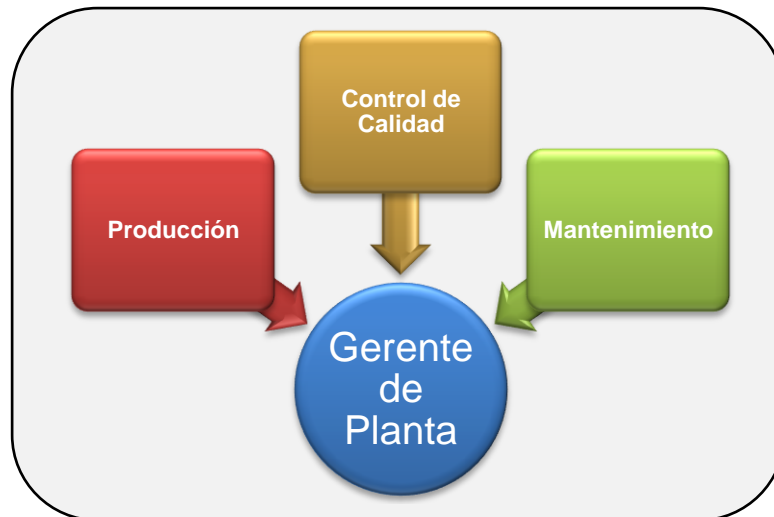 Control de
Calidad
Producción
Mantenimiento
Gerente
de
Planta